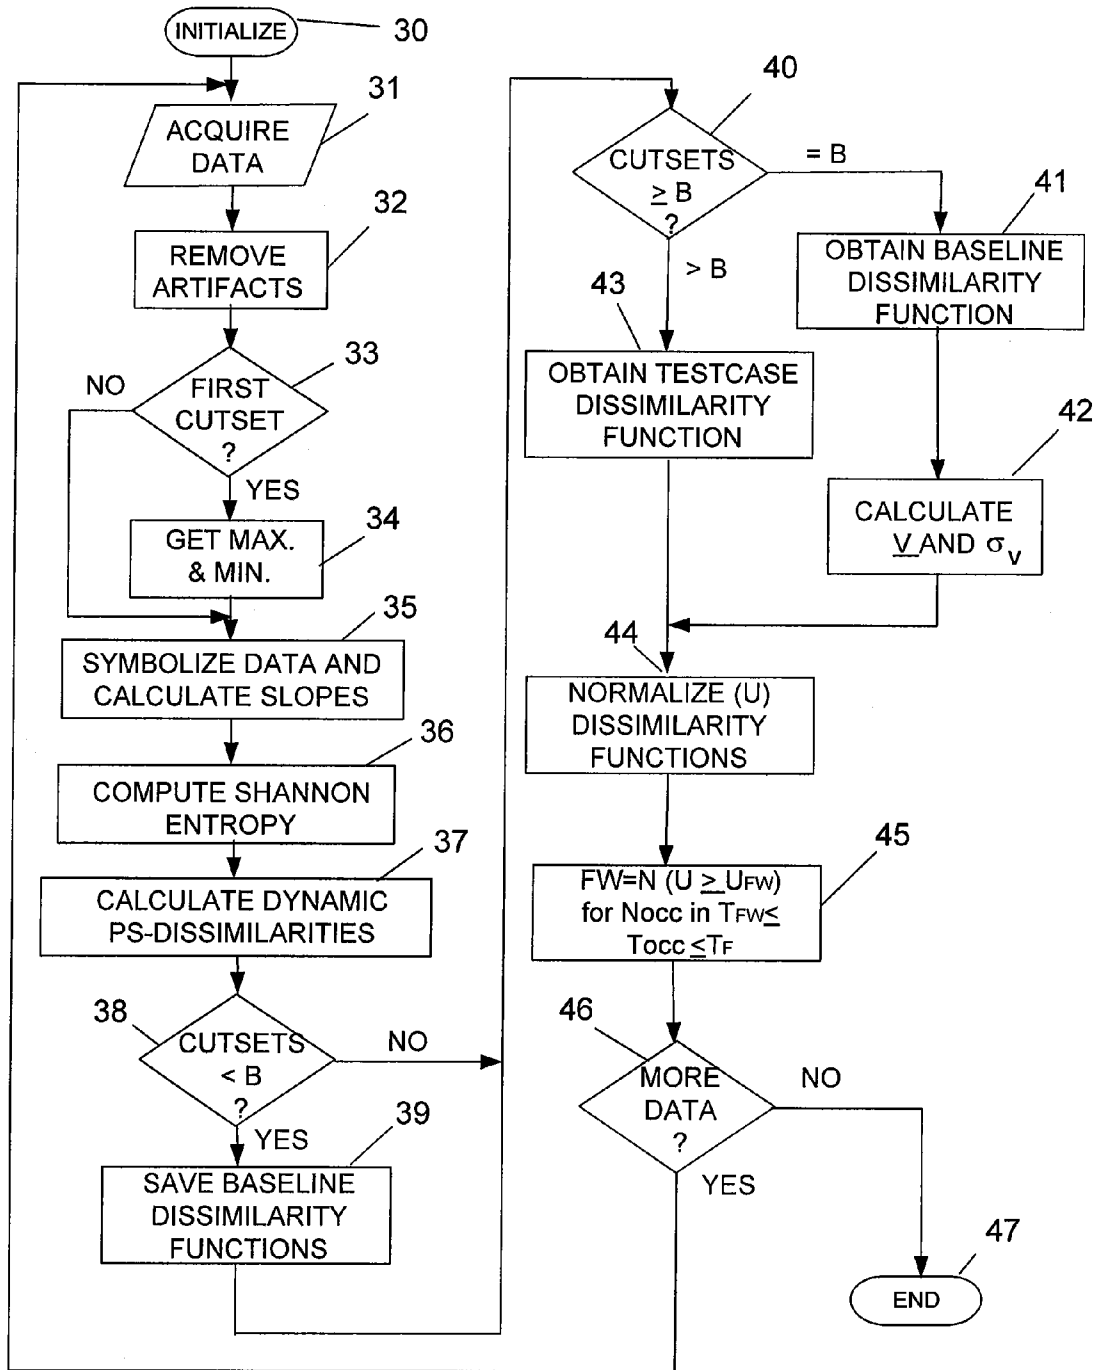 INITIALIZE
30
31
ACQUIRE
DATA
32
REMOVE
ARTIFACTS
33
NO
FIRST
CUTSET
?
YES
34
GET MAX.
& MIN.
35
SYMBOLIZE DATA AND
CALCULATE SLOPES
36
COMPUTE SHANNON
ENTROPY
37
CALCULATE DYNAMIC
PS-DISSIMILARITIES
38
CUTSETS
< B
?
NO
YES
39
SAVE BASELINE
DISSIMILARITY
FUNCTIONS
40
CUTSETS
≥ B
?
= B
> B
41
OBTAIN BASELINE
DISSIMILARITY
FUNCTION
42
CALCULATE
V AND σv
43
OBTAIN TESTCASE
DISSIMILARITY
FUNCTION
44
NORMALIZE (U)
DISSIMILARITY
FUNCTIONS
45
FW=N (U ≥ UFW)
for Nocc in TFW≤
Tocc ≤TF
46
MORE
DATA
?
NO
YES
47
END